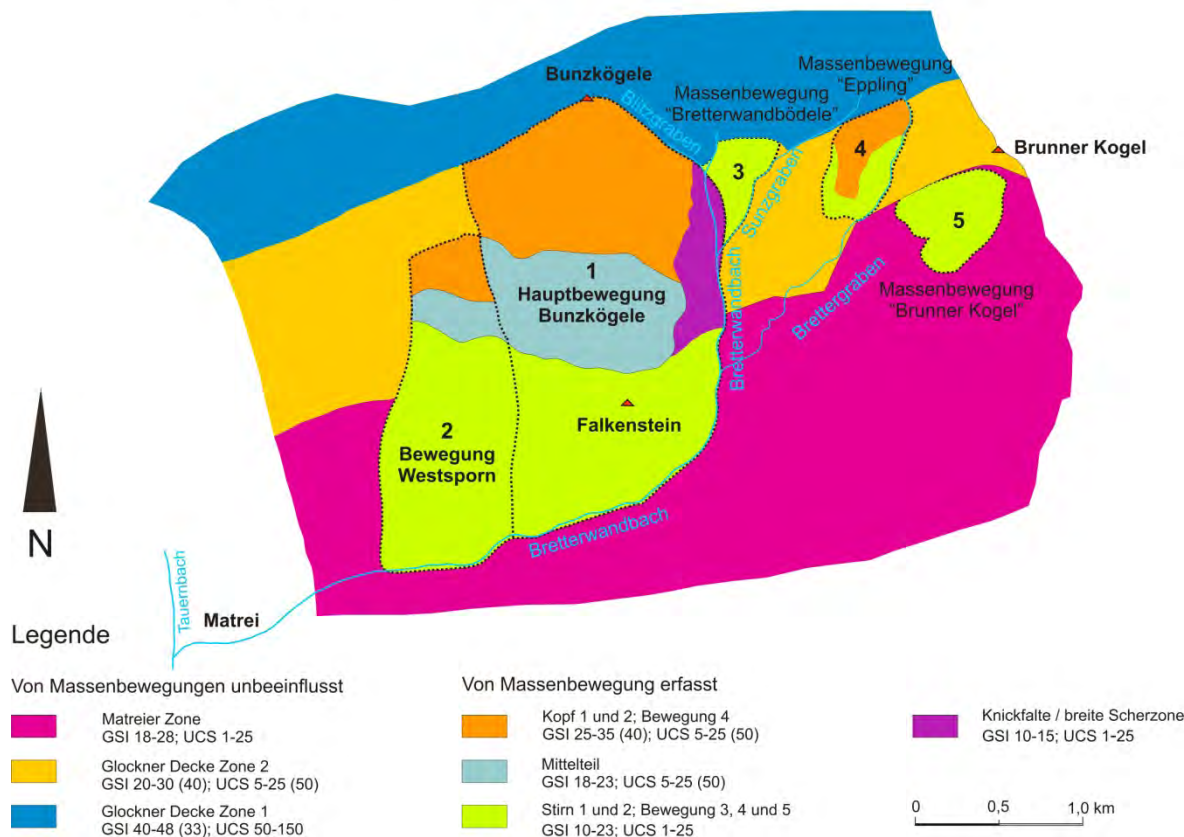 Bunzkögele
Blitzgraben
Massenbewegung
"Bretterwandbödele"
Massenbewegung
"Eppling"
Brunner Kogel
3
4
Sunzgraben
5
Massenbewegung
"Brunner Kogel"
1
Hauptbewegung
Bunzkögele
Bretterwandbach
Brettergraben
Falkenstein
2
Bewegung
Westsporn
Bretterwandbach
N
Tauernbach
Matrei
Legende
Von Massenbewegungen unbeeinflusst
Matreier Zone
GSI 18-28; UCS 1-25
Glockner Decke Zone 2
GSI 20-30 (40); UCS 5-25 (50)
Glockner Decke Zone 1
GSI 40-48 (33); UCS 50-150
Von Massenbewegung erfasst
Kopf 1 und 2; Bewegung 4
GSI 25-35 (40); UCS 5-25 (50)
Mittelteil
GSI 18-23; UCS 5-25 (50)
Stirn 1 und 2; Bewegung 3, 4 und 5
GSI 10-23; UCS 1-25
Knickfalte / breite Scherzone
GSI 10-15; UCS 1-25
0 0,5 1,0 km